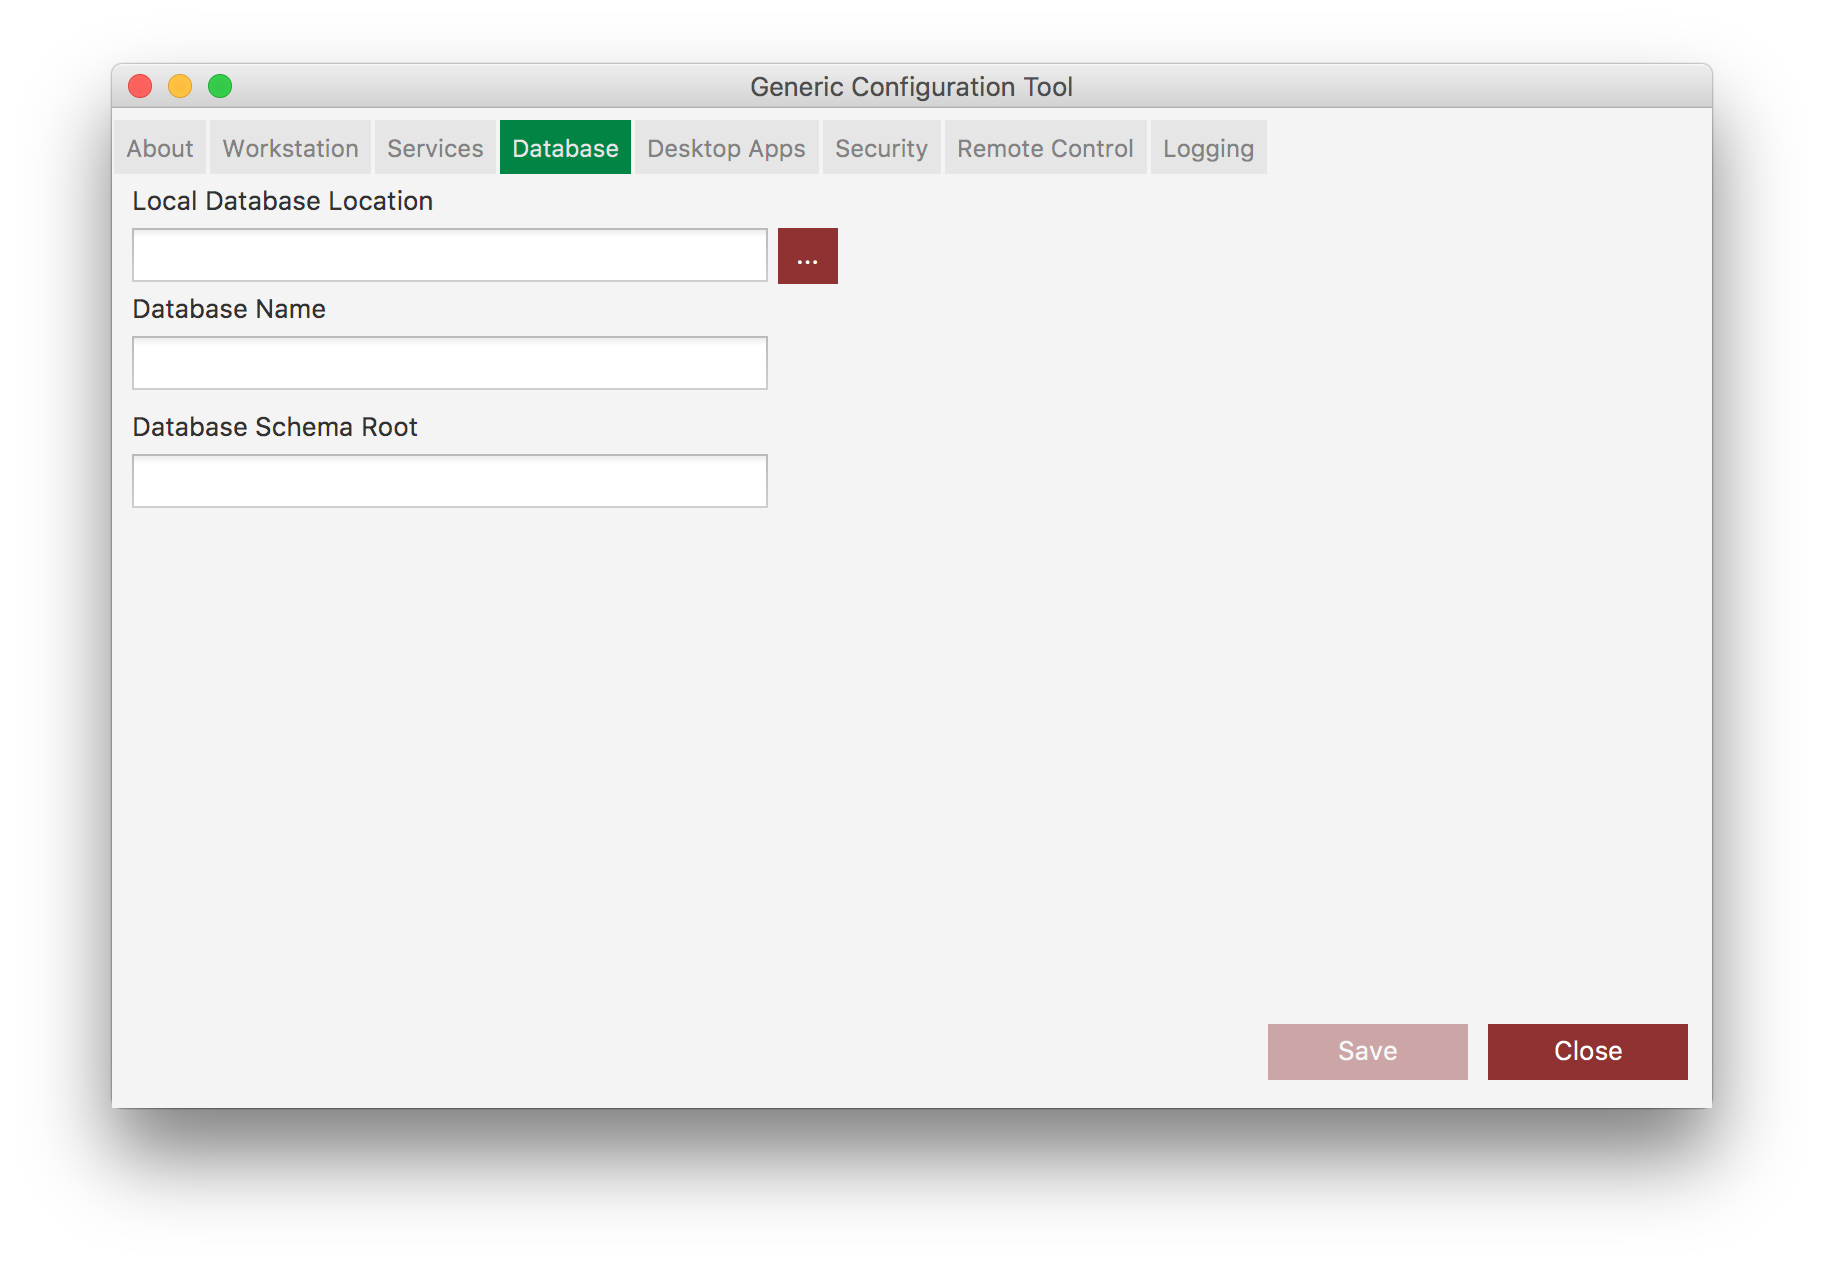 Generic Configuration Tool
About Workstation Services Database Desktop Apps Security Remote Control Logging
Local Database Location
...
Database Name
Database Schema Root
Save Close